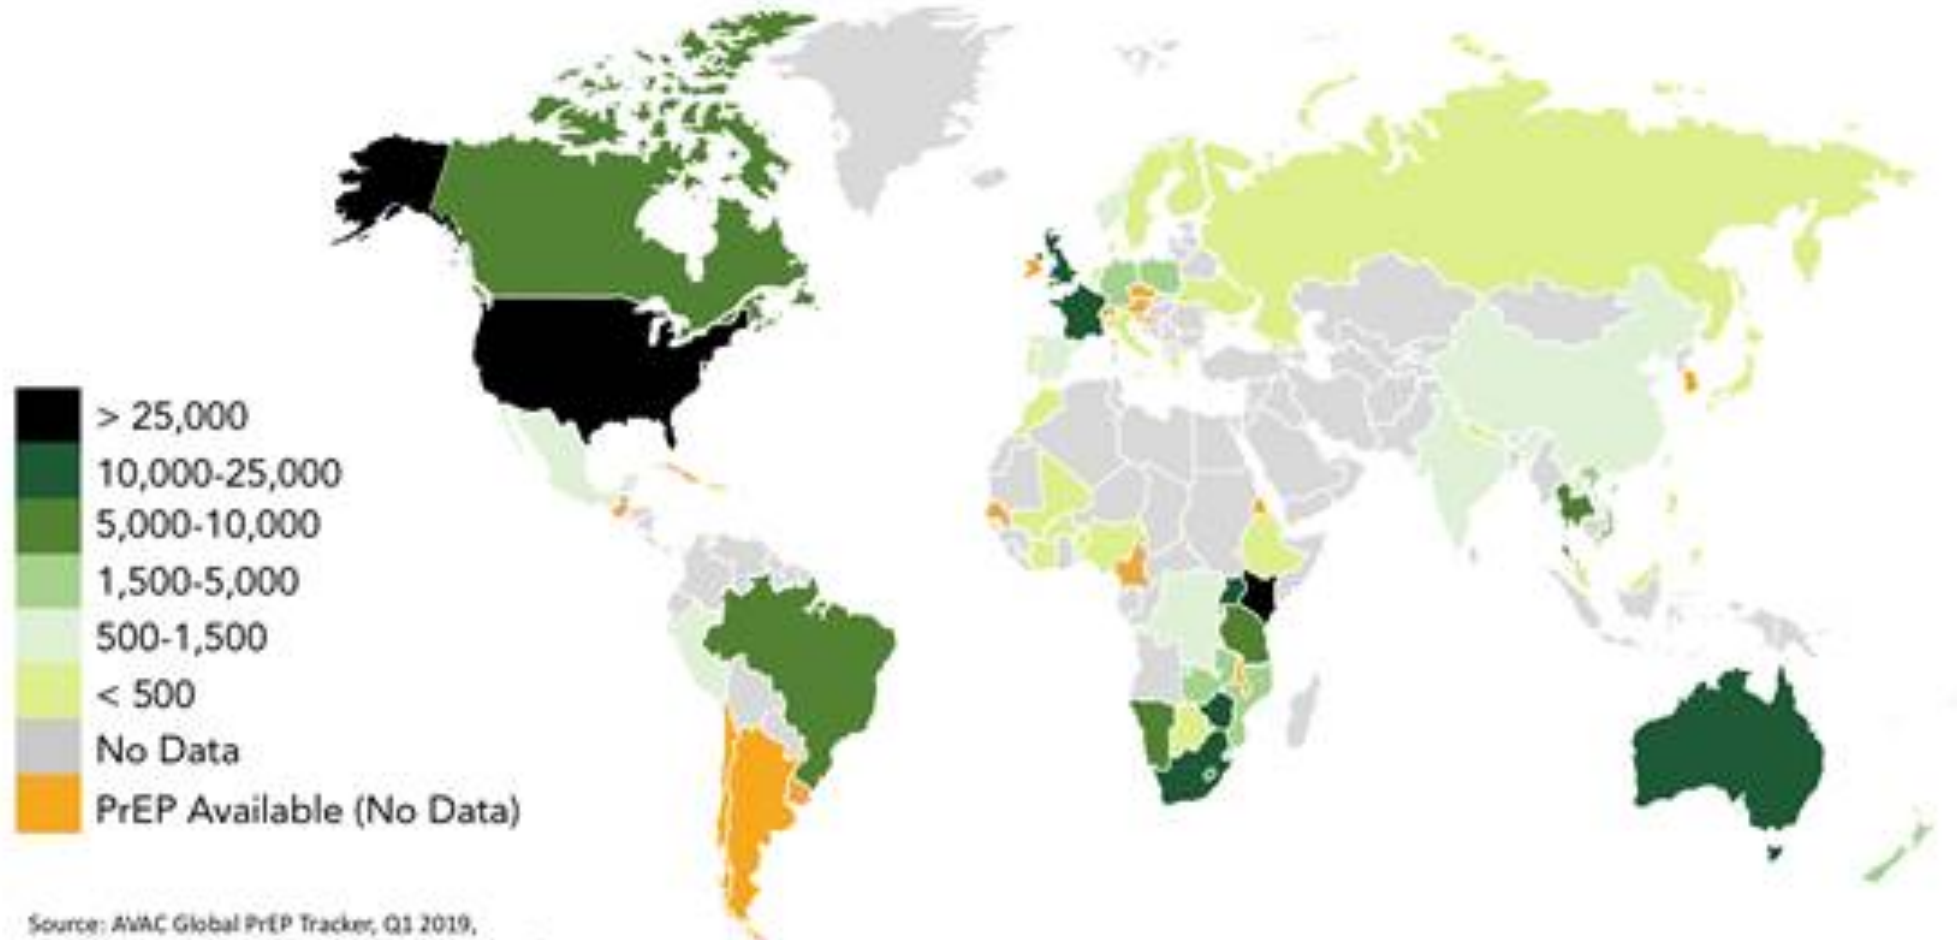 > 25,000
10,000-25,000
5,000-10,000
1,500-5,000
500-1,500
< 500
No Data
PrEP Available (No Data)
Source: AVAC Global PrEP Tracker, Q1 2019,